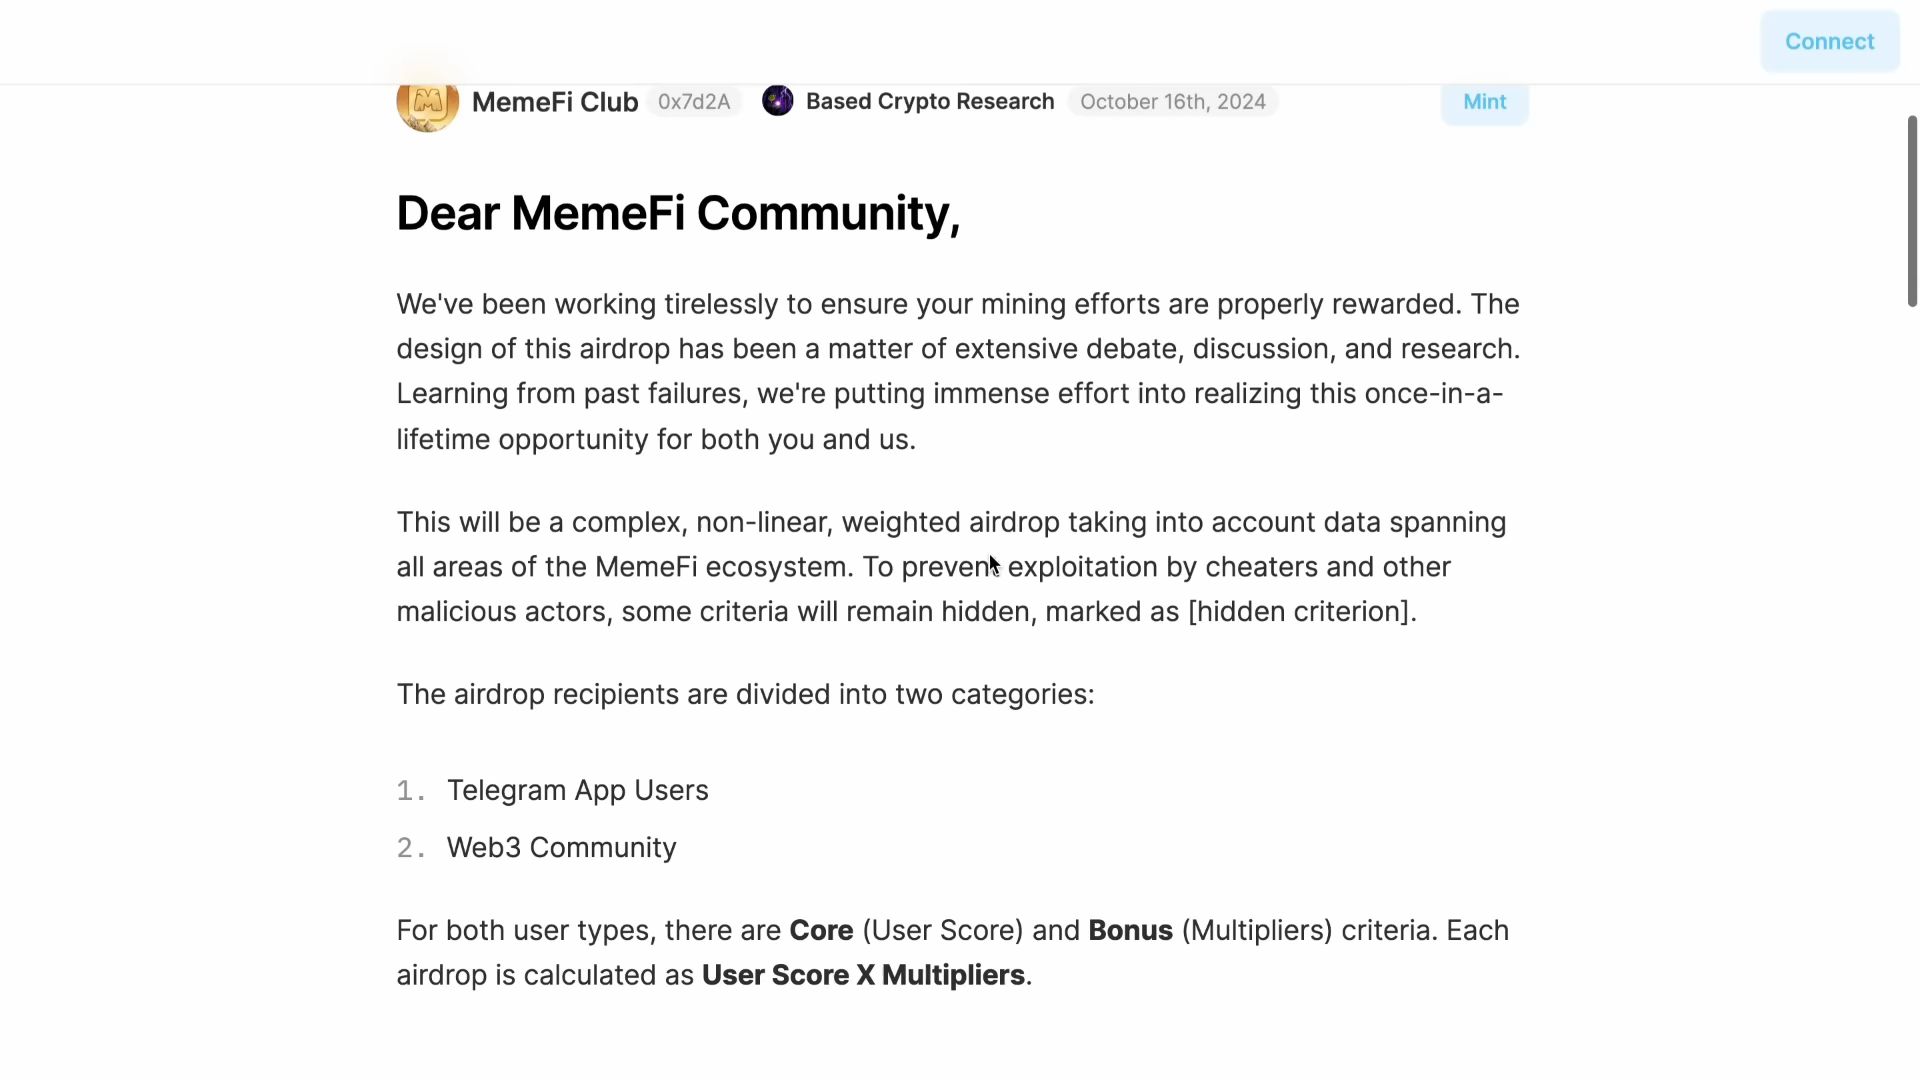 Connect
MemeFi Club 0x7d2A Based Crypto Research October 16th, 2024 Mint
Dear MemeFi Community,
We've been working tirelessly to ensure your mining efforts are properly rewarded. The
design of this airdrop has been a matter of extensive debate, discussion, and research.
Learning from past failures, we're putting immense effort into realizing this once-in-a-
lifetime opportunity for both you and us.
This will be a complex, non-linear, weighted airdrop taking into account data spanning
all areas of the MemeFi ecosystem. To prevent exploitation by cheaters and other
malicious actors, some criteria will remain hidden, marked as [hidden criterion].
The airdrop recipients are divided into two categories:
1. Telegram App Users
2. Web3 Community
For both user types, there are Core (User Score) and Bonus (Multipliers) criteria. Each
airdrop is calculated as User Score X Multipliers.